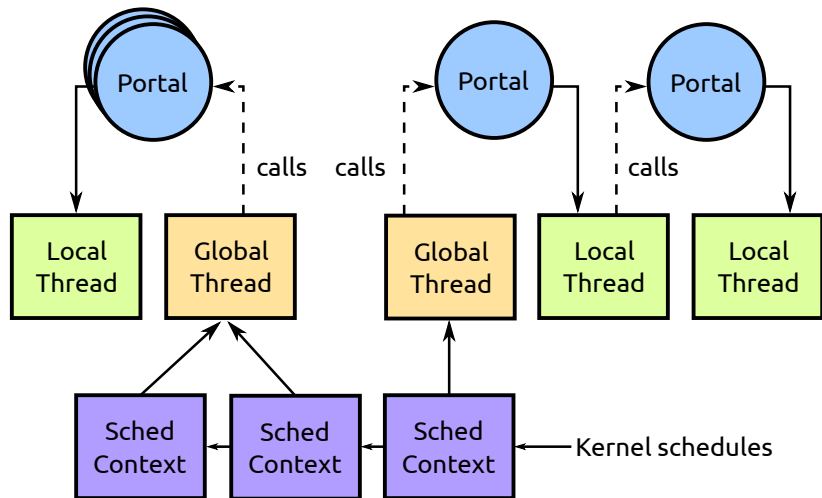 Portal
Portal
Portal
calls
calls
calls
Local
Thread
Global
Thread
Global
Thread
Local
Thread
Local
Thread
Sched
Context
Sched
Context
Sched
Context
Kernel schedules